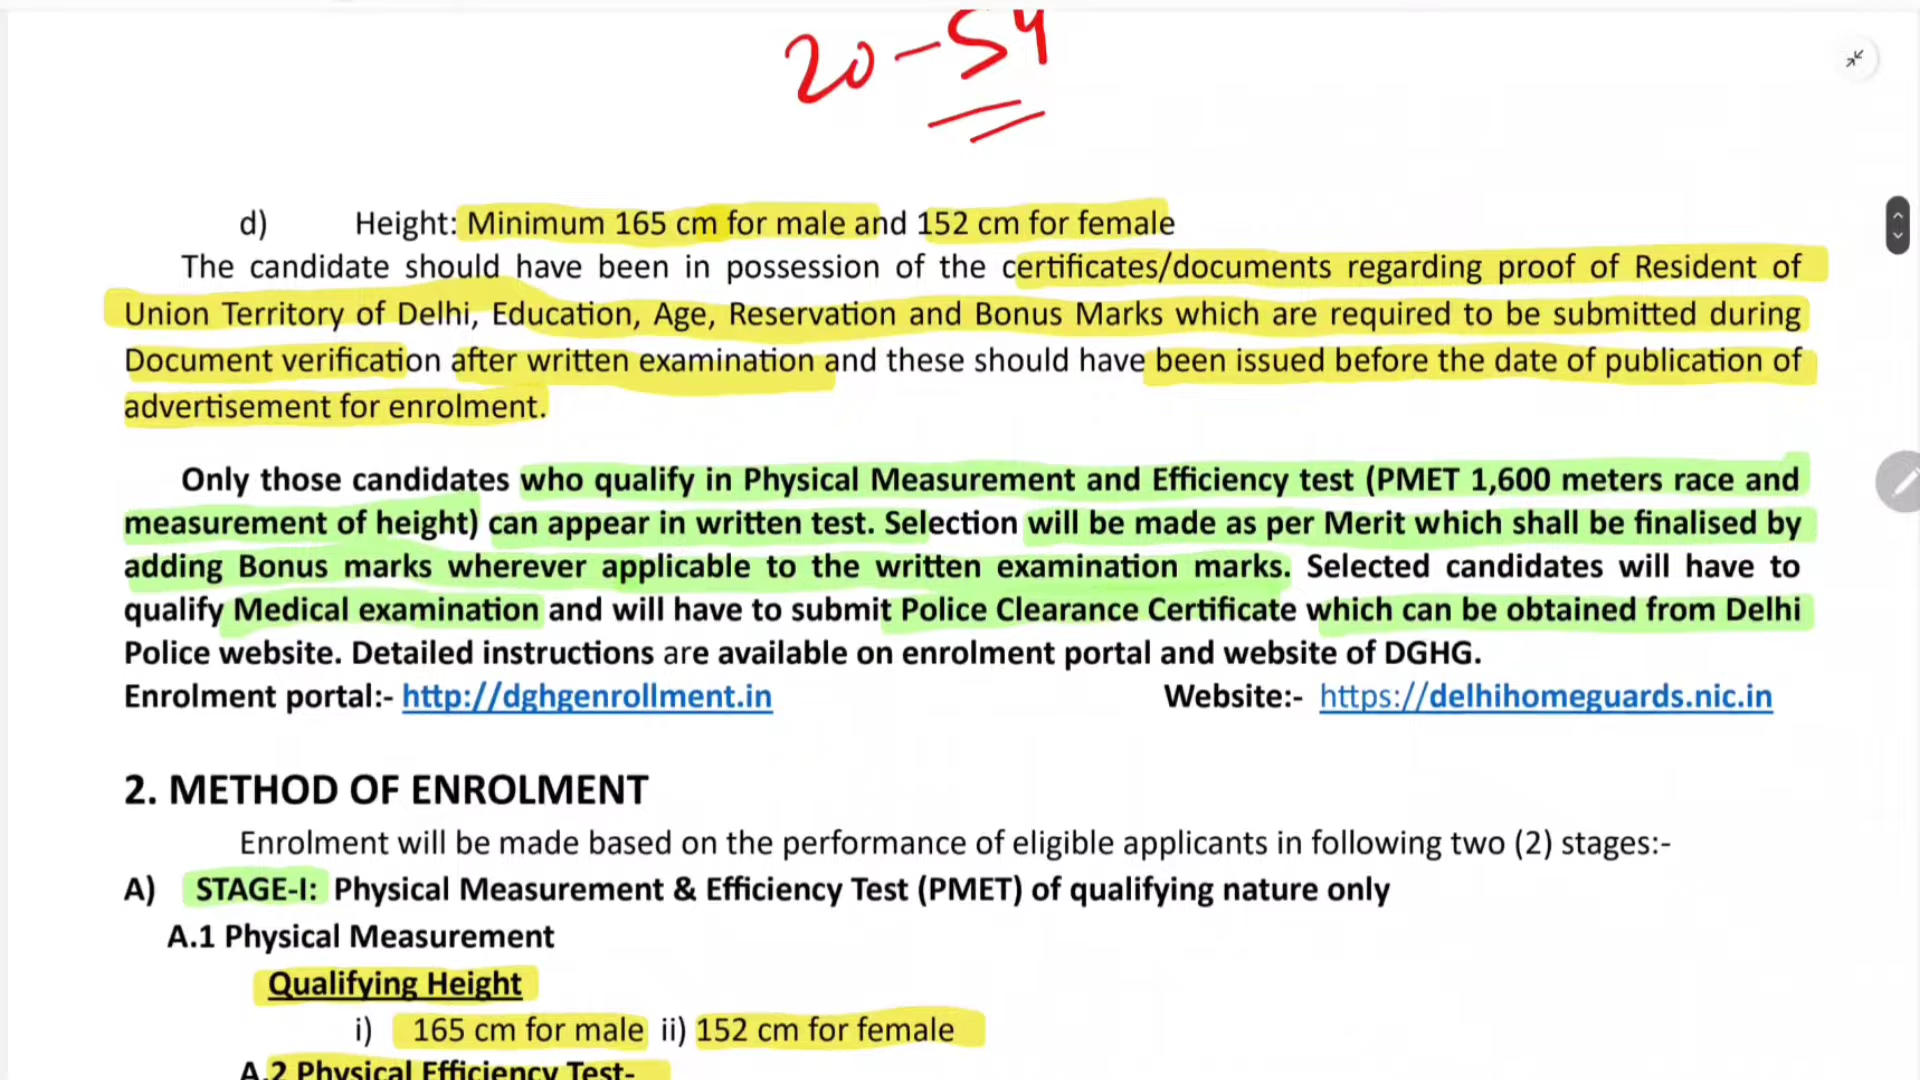 20-54
d) Height: Minimum 165 cm for male and 152 cm for female
The candidate should have been in possession of the certificates/documents regarding proof of Resident of
Union Territory of Delhi, Education, Age, Reservation and Bonus Marks which are required to be submitted during
Document verification after written examination and these should have been issued before the date of publication of
advertisement for enrolment.
Only those candidates who qualify in Physical Measurement and Efficiency test (PMET 1,600 meters race and
measurement of height) can appear in written test. Selection will be made as per Merit which shall be finalised by
adding Bonus marks wherever applicable to the written examination marks. Selected candidates will have to
qualify Medical examination and will have to submit Police Clearance Certificate which can be obtained from Delhi
Police website. Detailed instructions are available on enrolment portal and website of DGHG.
Enrolment portal:- http://dghgenrollment.in Website:- https://delhihomeguards.nic.in
2. METHOD OF ENROLMENT
Enrolment will be made based on the performance of eligible applicants in following two (2) stages:-
A) STAGE-I: Physical Measurement & Efficiency Test (PMET) of qualifying nature only
A.1 Physical Measurement
Qualifying Height
i) 165 cm for male ii) 152 cm for female
A.2 Physical Efficiency Test-